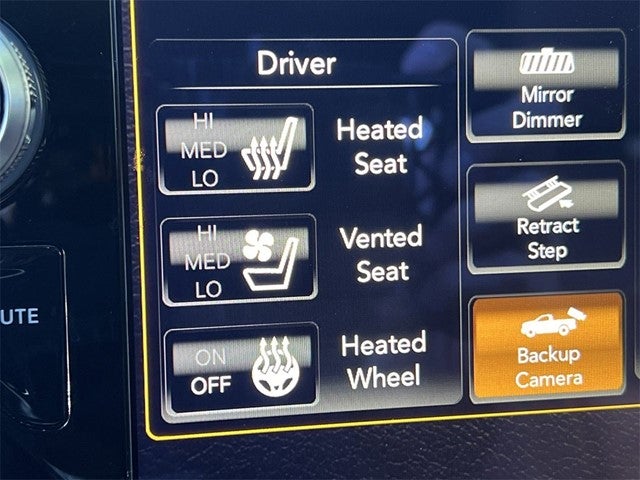 Driver
HI
MED
LO
Heated
Seat
HI
MED
LO
Vented
Seat
ON
OFF
Heated
Wheel
Mirror
Dimmer
Retract
Step
Backup
Camera
UTE